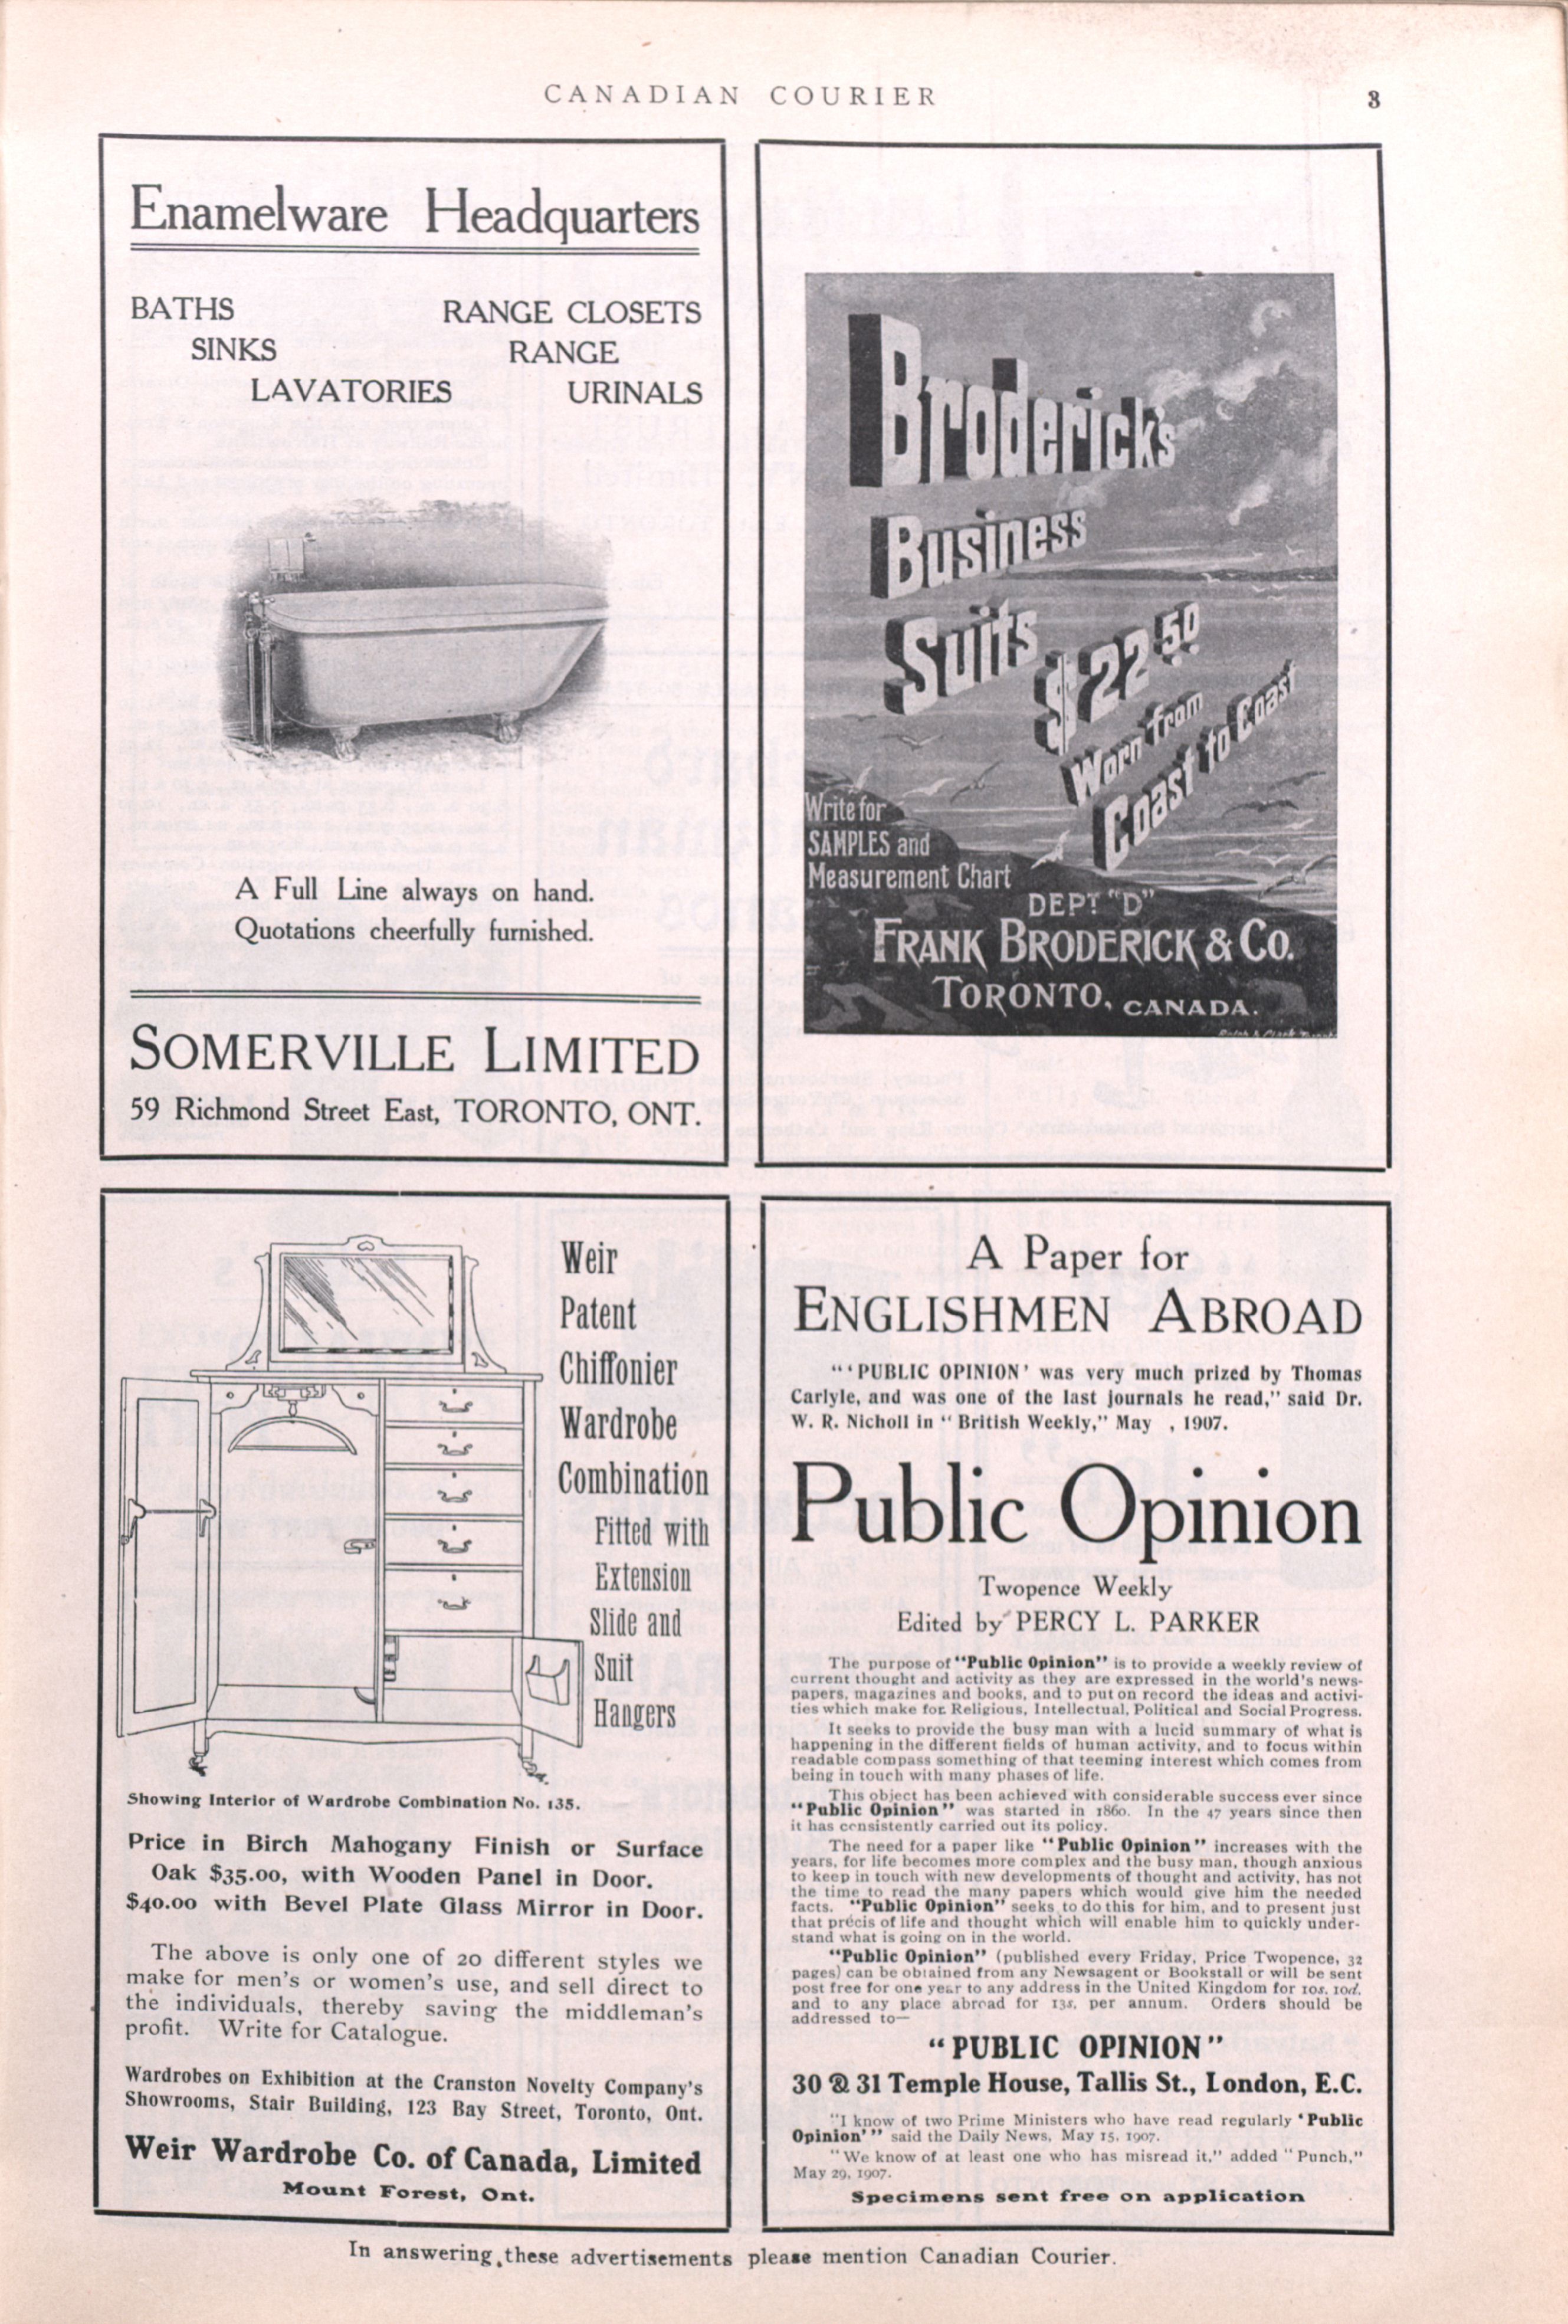 CANADIAN COURIER
3
Enamelware Headquarters
BATHS
SINKS
LAVATORIES
RANGE CLOSETS
RANGE
URINALS
A Full Line always on hand.
Quotations cheerfully furnished.
SOMERVILLE LIMITED
59 Richmond Street East, TORONTO, ONT.
Broderick's
Business
Suits
$22.50
Worn from
Coast to Coast
Write for
SAMPLES and
Measurement Chart
DEPT "D"
FRANK BRODERICK & CO.
TORONTO, CANADA.
Weir
Patent
Chiffonier
Wardrobe
Combination
Fitted with
Extension
Slide and
Suit
Hangers
Showing Interior of Wardrobe Combination No. 135.
Price in Birch Mahogany Finish or Surface
Oak $35.00, with Wooden Panel in Door.
$40.00 with Bevel Plate Glass Mirror in Door.
The above is only one of 20 different styles we
make for men's or women's use, and sell direct to
the individuals, thereby saving the middleman's
profit. Write for Catalogue.
Wardrobes on Exhibition at the Cranston Novelty Company's
Showrooms, Stair Building, 123 Bay Street, Toronto, Ont.
Weir Wardrobe Co. of Canada, Limited
Mount Forest, Ont.
A Paper for
ENGLISHMEN ABROAD
"'PUBLIC OPINION' was very much prized by Thomas
Carlyle, and was one of the last journals he read," said Dr.
W. R. Nicholl in "British Weekly," May , 1907.
Public Opinion
Twopence Weekly
Edited by PERCY L. PARKER
The purpose of "Public Opinion" is to provide a weekly review of
current thought and activity as they are expressed in the world's news-
papers, magazines and books, and to put on record the ideas and activi-
ties which make for Religious, Intellectual, Political and Social Progress.
It seeks to provide the busy man with a lucid summary of what is
happening in the different fields of human activity, and to focus within
readable compass something of that teeming interest which comes from
being in touch with many phases of life.
This object has been achieved with considerable success ever since
"Public Opinion" was started in 1860. In the 47 years since then
it has consistently carried out its policy.
The need for a paper like "Public Opinion" increases with the
years, for life becomes more complex and the busy man, though anxious
to keep in touch with new developments of thought and activity, has not
the time to read the many papers which would give him the needed
facts. "Public Opinion" seeks to do this for him, and to present just
that précis of life and thought which will enable him to quickly under-
stand what is going on in the world.
"Public Opinion" (published every Friday, Price Twopence, 32
pages) can be obtained from any Newsagent or Bookstall or will be sent
post free for one year to any address in the United Kingdom for 10s. 10d.
and to any place abroad for 13s. per annum. Orders should be
addressed to—
"PUBLIC OPINION"
30 & 31 Temple House, Tallis St., London, E.C.
"I know of two Prime Ministers who have read regularly 'Public
Opinion'" said the Daily News, May 15, 1907.
"We know of at least one who has misread it," added "Punch,"
May 29, 1907.
Specimens sent free on application
In answering these advertisements please mention Canadian Courier.